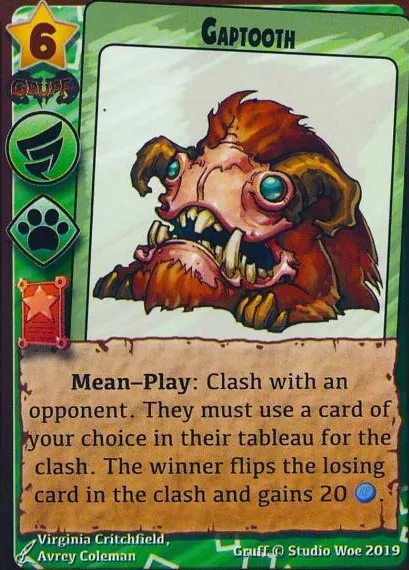 6
GAPTOOTH
GRUFF
Mean–Play: Clash with an
opponent. They must use a card of
your choice in their tableau for the
clash. The winner flips the losing
card in the clash and gains 20
Virginia Critchfield,
Avrey Coleman
Gruff © Studio Woe 2019